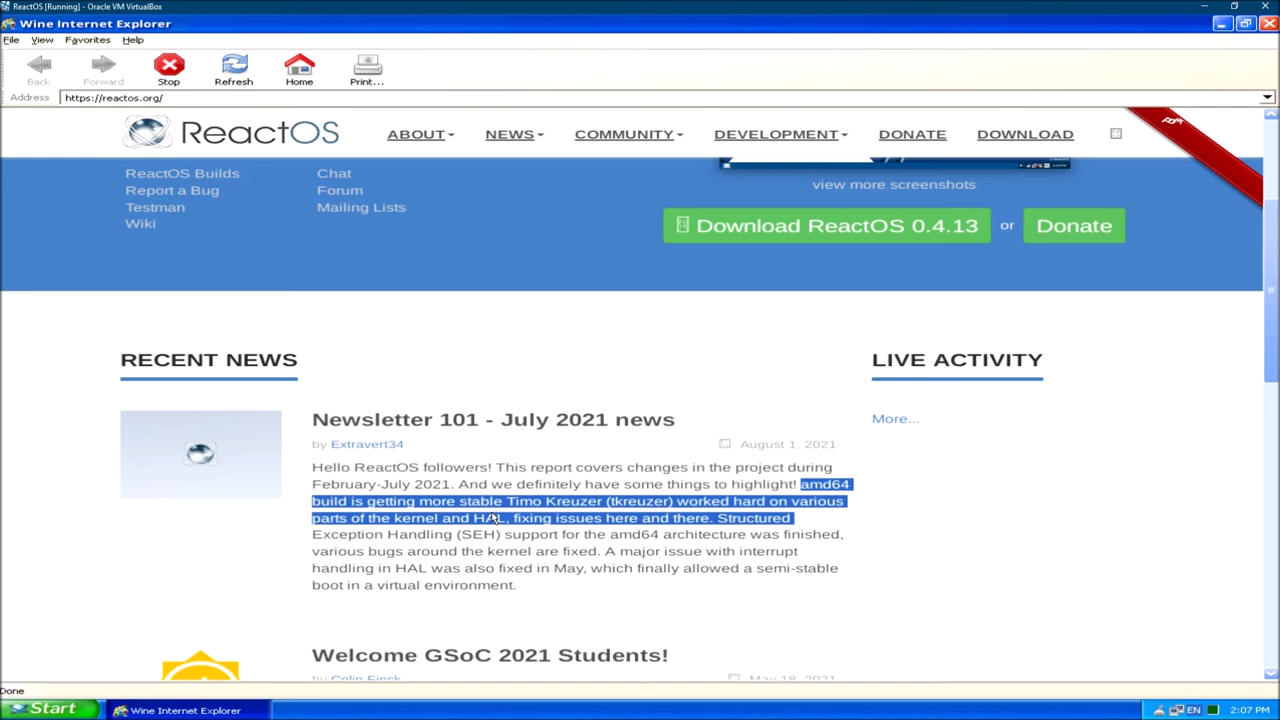 ReactOS [Running] - Oracle VM VirtualBox
Wine Internet Explorer
File View Favorites Help
Back Forward Stop Refresh Home Print...
Address https://reactos.org/
ReactOS ABOUT NEWS COMMUNITY DEVELOPMENT DONATE DOWNLOAD
ReactOS Builds
Report a Bug
Testman
Wiki
Chat
Forum
Mailing Lists
view more screenshots
Download ReactOS 0.4.13 or Donate
RECENT NEWS
Newsletter 101 - July 2021 news
by Extravert34 August 1, 2021
Hello ReactOS followers! This report covers changes in the project during
February-July 2021. And we definitely have some things to highlight! amd64
build is getting more stable Timo Kreuzer (tkreuzer) worked hard on various
parts of the kernel and HAL, fixing issues here and there. Structured
Exception Handling (SEH) support for the amd64 architecture was finished,
various bugs around the kernel are fixed. A major issue with interrupt
handling in HAL was also fixed in May, which finally allowed a semi-stable
boot in a virtual environment.
Welcome GSoC 2021 Students!
by Colin Finck May 18, 2021
LIVE ACTIVITY
More...
Done
Start Wine Internet Explorer EN 2:07 PM